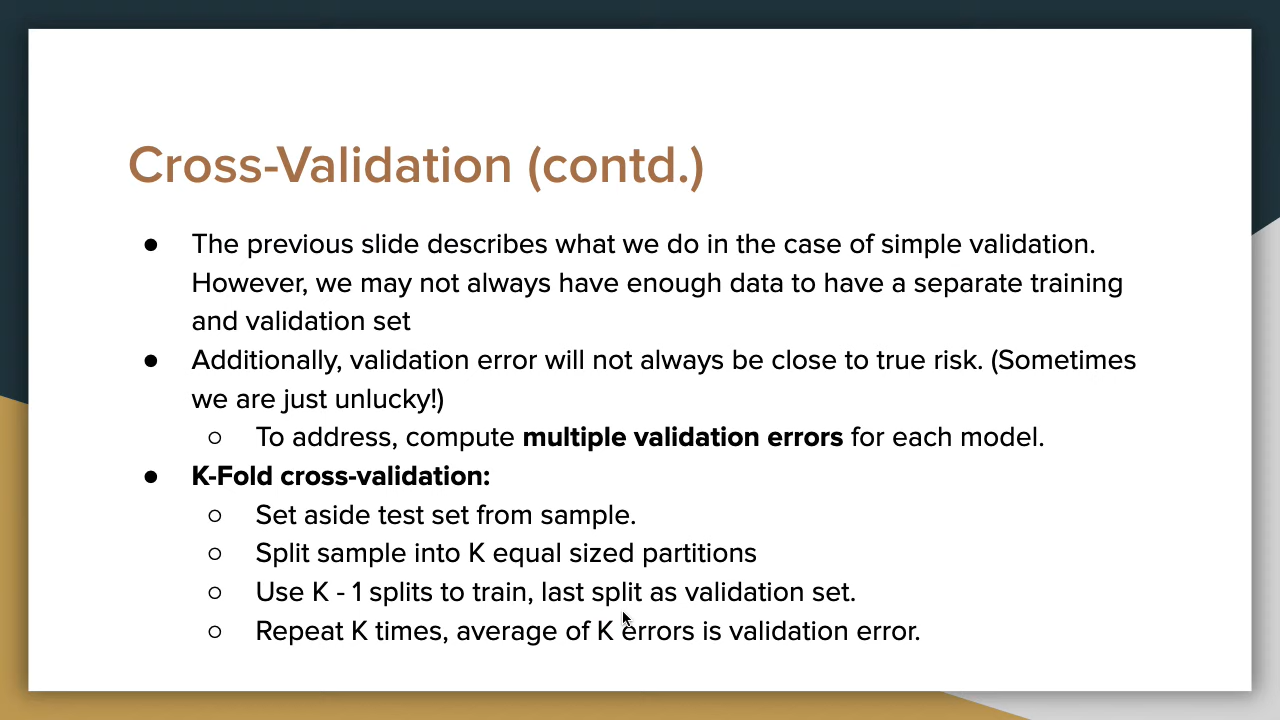 Cross-Validation (contd.)
● The previous slide describes what we do in the case of simple validation.
However, we may not always have enough data to have a separate training
and validation set
● Additionally, validation error will not always be close to true risk. (Sometimes
we are just unlucky!)
○ To address, compute multiple validation errors for each model.
● K-Fold cross-validation:
○ Set aside test set from sample.
○ Split sample into K equal sized partitions
○ Use K - 1 splits to train, last split as validation set.
○ Repeat K times, average of K errors is validation error.